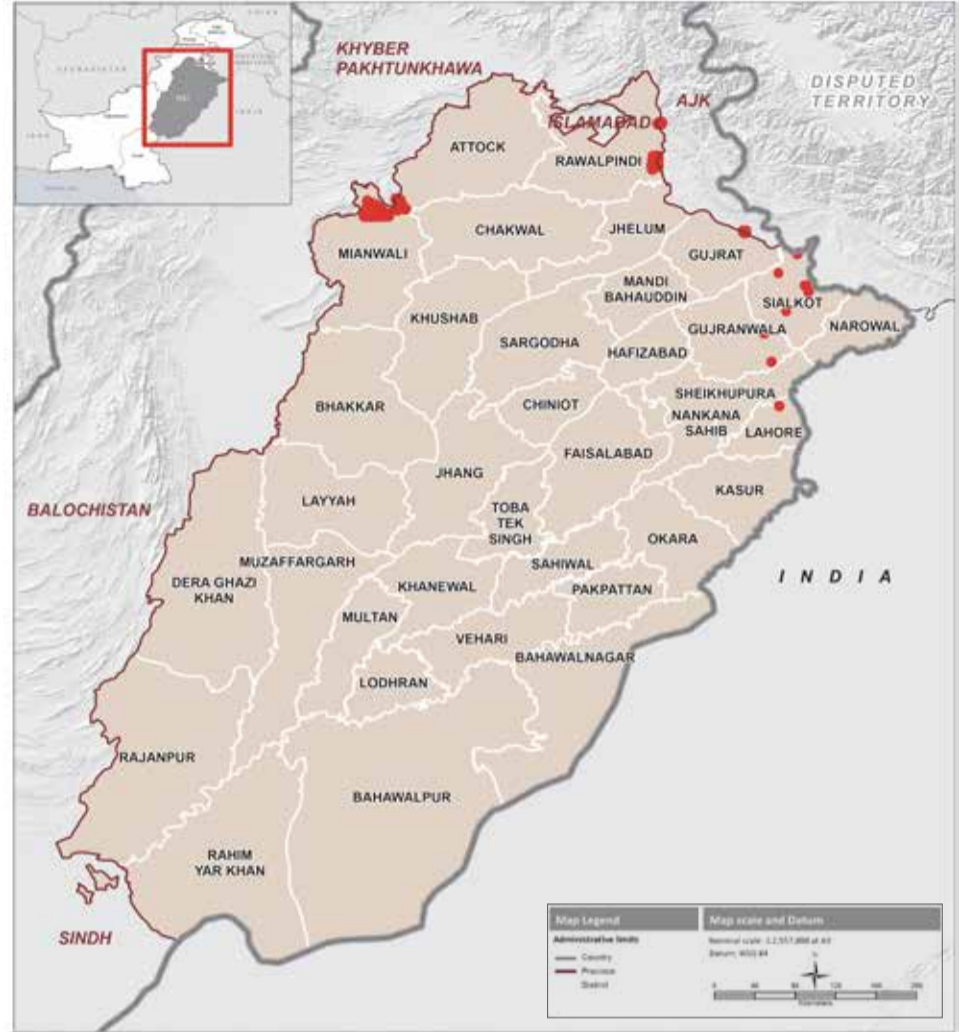 KHYBER
PAKHTUNKHAWA
DISPUTED
TERRITORY
AJK
ISLAMABAD
ATTOCK
RAWALPINDI
CHAKWAL
JHELUM
MIANWALI
GUJRAT
MANDI
BAHAUDDIN
SIALKOT
KHUSHAB
GUJRANWALA
NAROWAL
SARGODHA
HAFIZABAD
SHEIKHUPURA
BHAKKAR
CHINIOT
NANKANA
SAHIB
LAHORE
FAISALABAD
JHANG
KASUR
LAYYAH
TOBA
TEK
SINGH
BALOCHISTAN
OKARA
MUZAFFARGARH
SAHIWAL
DERA GHAZI
KHAN
KHANEWAL
PAKPATTAN
INDIA
MULTAN
VEHARI
BAHAWALNAGAR
LODHRAN
RAJANPUR
BAHAWALPUR
RAHIM
YAR KHAN
SINDH
Map Legend
Administrative limits
Country
Province
District
Map scale and Datum
Kilometers